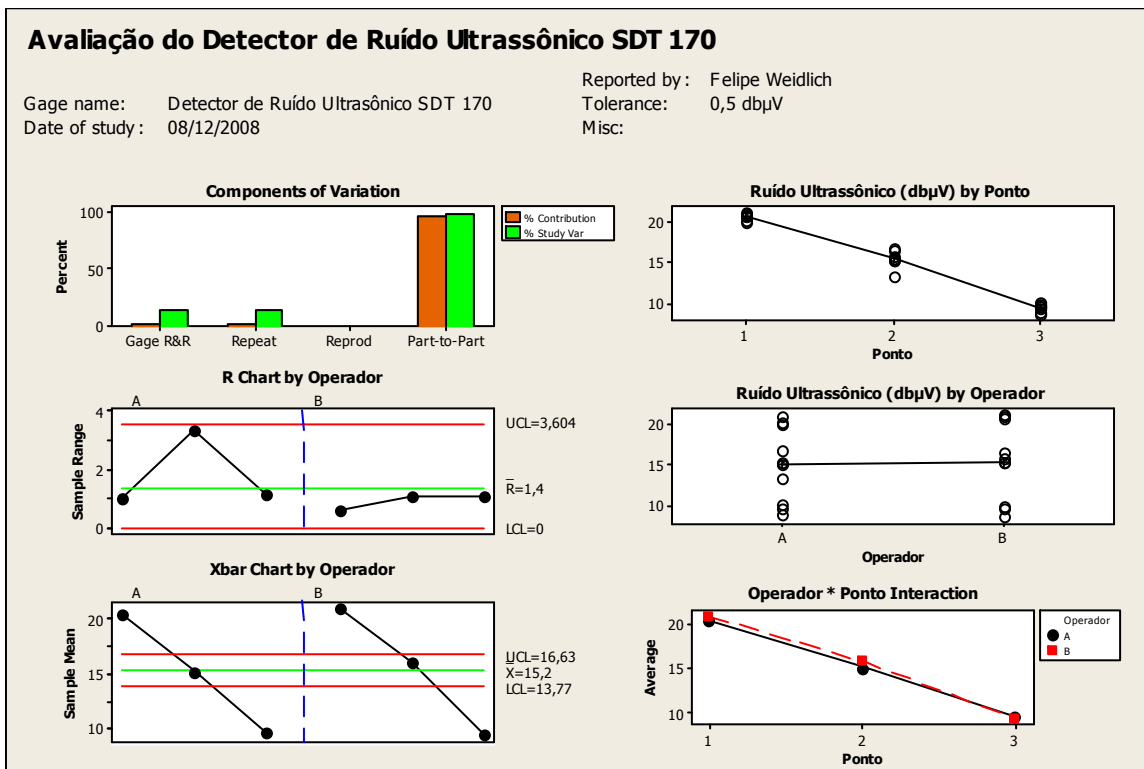 Avaliação do Detector de Ruído Ultrassônico SDT 170
Reported by: Felipe Weidlich
Gage name: Detector de Ruído Ultrasônico SDT 170
Tolerance: 0,5 dbµV
Date of study: 08/12/2008
Misc:
Components of Variation
Percent
100
50
0
Gage R&R Repeat Reprod Part-to-Part
% Contribution
% Study Var
R Chart by Operador
A B
Sample Range
4
2
0
UCL=3,604
R̅=1,4
LCL=0
Xbar Chart by Operador
A B
Sample Mean
20
15
10
UCL=16,63
X̿=15,2
LCL=13,77
Ruído Ultrassônico (dbµV) by Ponto
20
15
10
1 2 3
Ponto
Ruído Ultrassônico (dbµV) by Operador
20
15
10
A B
Operador
Operador * Ponto Interaction
Average
20
15
10
1 2 3
Ponto
Operador
A
B